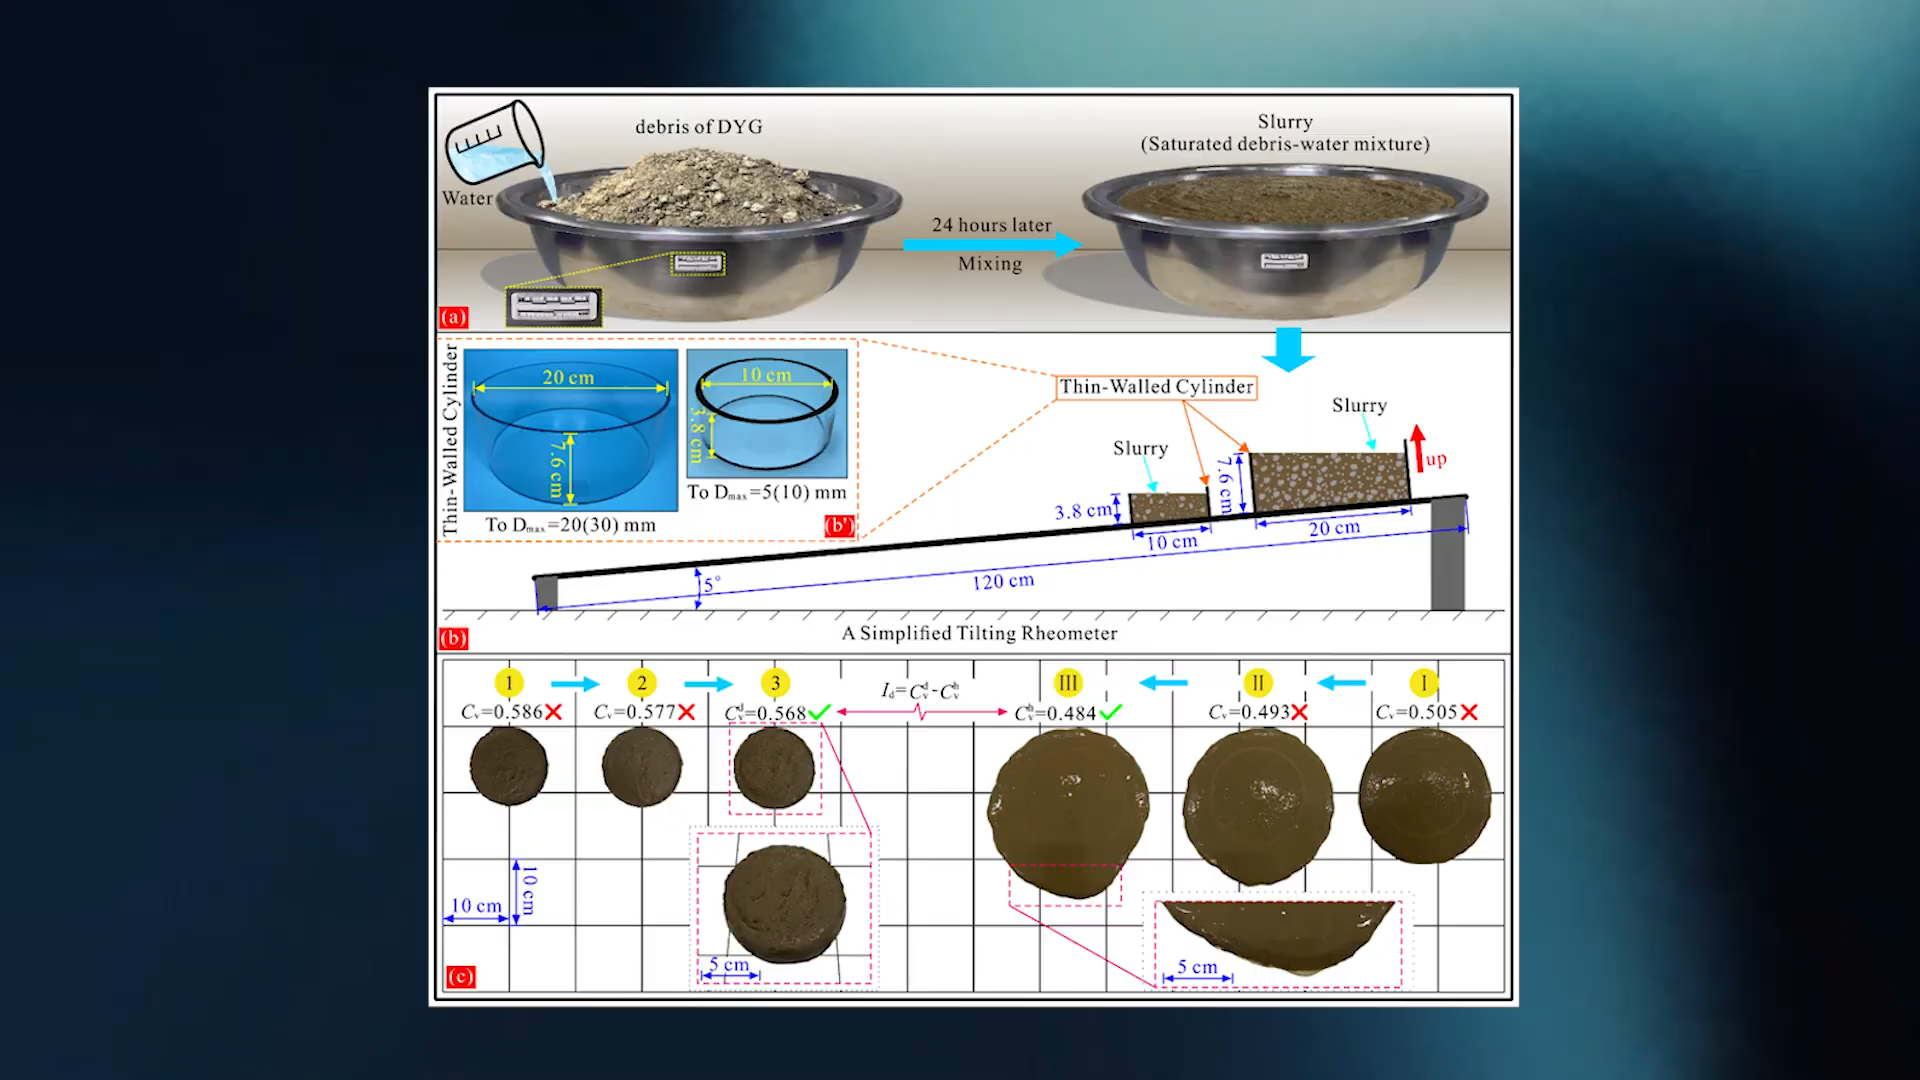 debris of DYG
Water
24 hours later
Mixing
Slurry
(Saturated debris-water mixture)
(a)
Thin-Walled Cylinder
20 cm
7.6 cm
To Dmax=20(30) mm
10 cm
3.8 cm
To Dmax=5(10) mm
(b')
Thin-Walled Cylinder
Slurry
Slurry
up
3.8 cm
10 cm
7.6 cm
20 cm
120 cm
5°
(b)
A Simplified Tilting Rheometer
1
2
3
III
II
I
Cv=0.586
Cv=0.577
Cvd=0.568
Id=Cvd-Cvh
Cvh=0.484
Cv=0.493
Cv=0.505
10 cm
10 cm
5 cm
5 cm
(c)